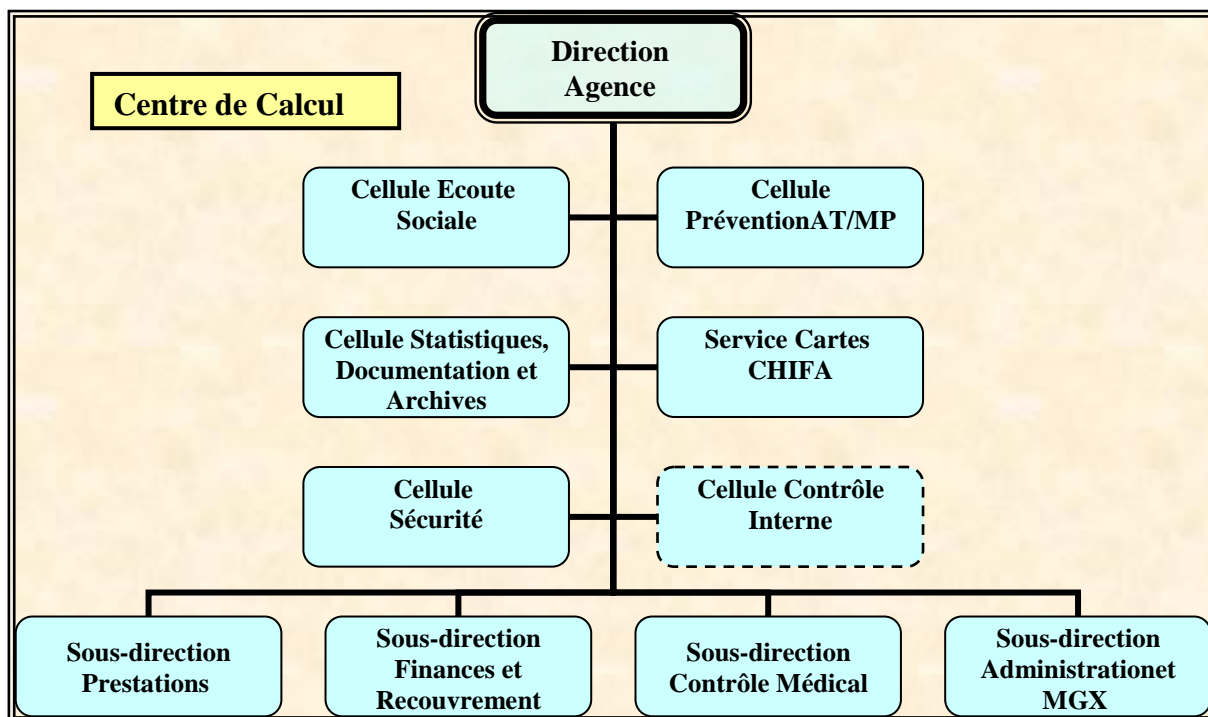 Direction
Agence
Centre de Calcul
Cellule Ecoute
Sociale
Cellule
PréventionAT/MP
Cellule Statistiques,
Documentation et
Archives
Service Cartes
CHIFA
Cellule
Sécurité
Cellule Contrôle
Interne
Sous-direction
Prestations
Sous-direction
Finances et
Recouvrement
Sous-direction
Contrôle Médical
Sous-direction
Administrationet
MGX